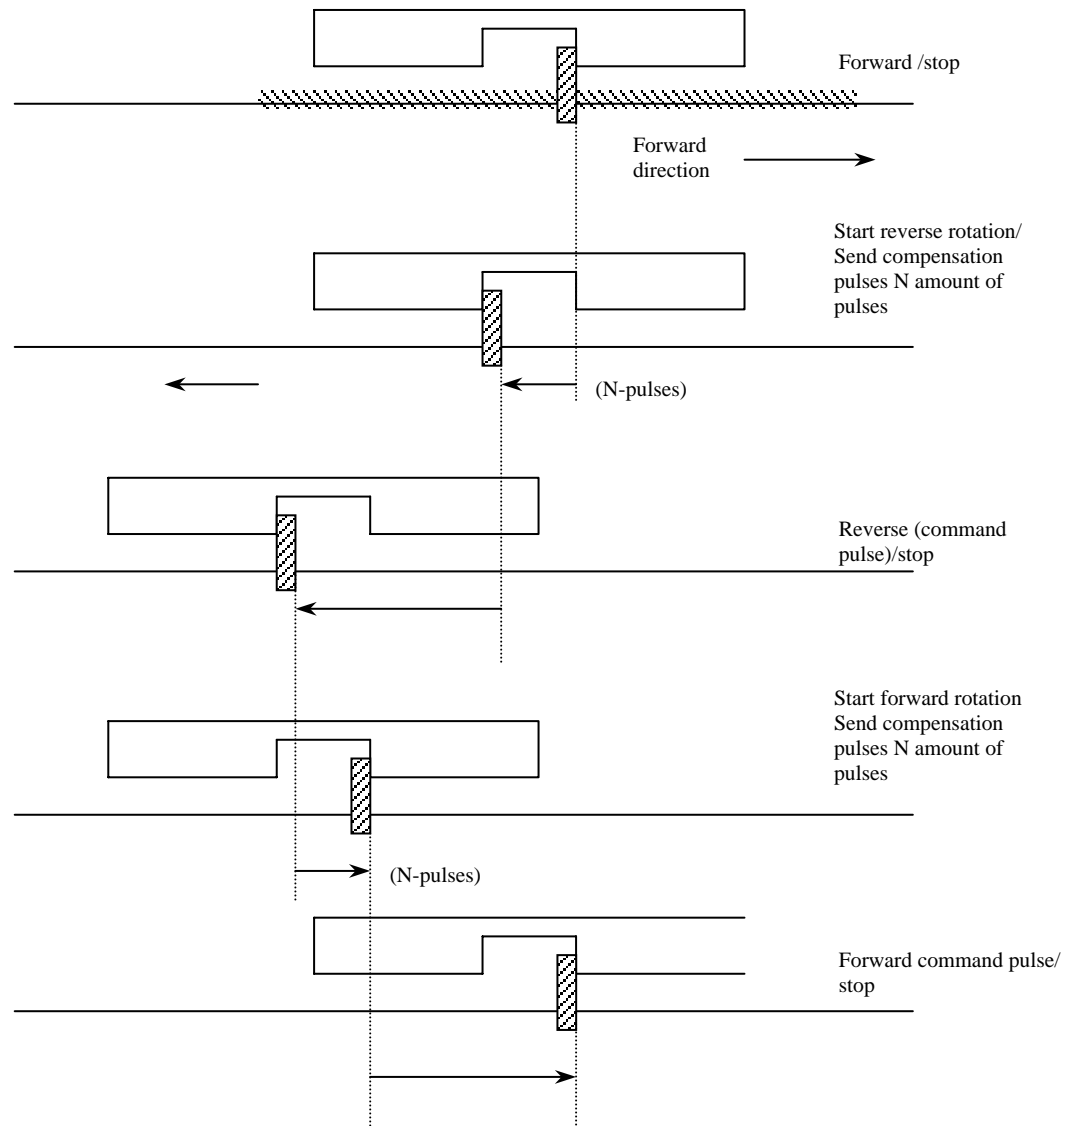 Forward /stop
Forward
direction
Start reverse rotation/
Send compensation
pulses N amount of
pulses
(N-pulses)
Reverse (command
pulse)/stop
Start forward rotation
Send compensation
pulses N amount of
pulses
(N-pulses)
Forward command pulse/
stop